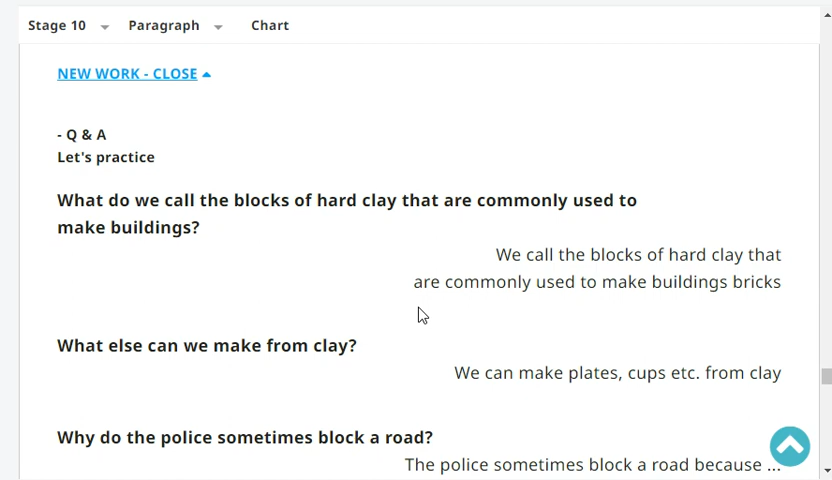 Stage 10 Paragraph Chart
NEW WORK - CLOSE
- Q & A
Let's practice
What do we call the blocks of hard clay that are commonly used to
make buildings?
We call the blocks of hard clay that
are commonly used to make buildings bricks
What else can we make from clay?
We can make plates, cups etc. from clay
Why do the police sometimes block a road?
The police sometimes block a road because ...